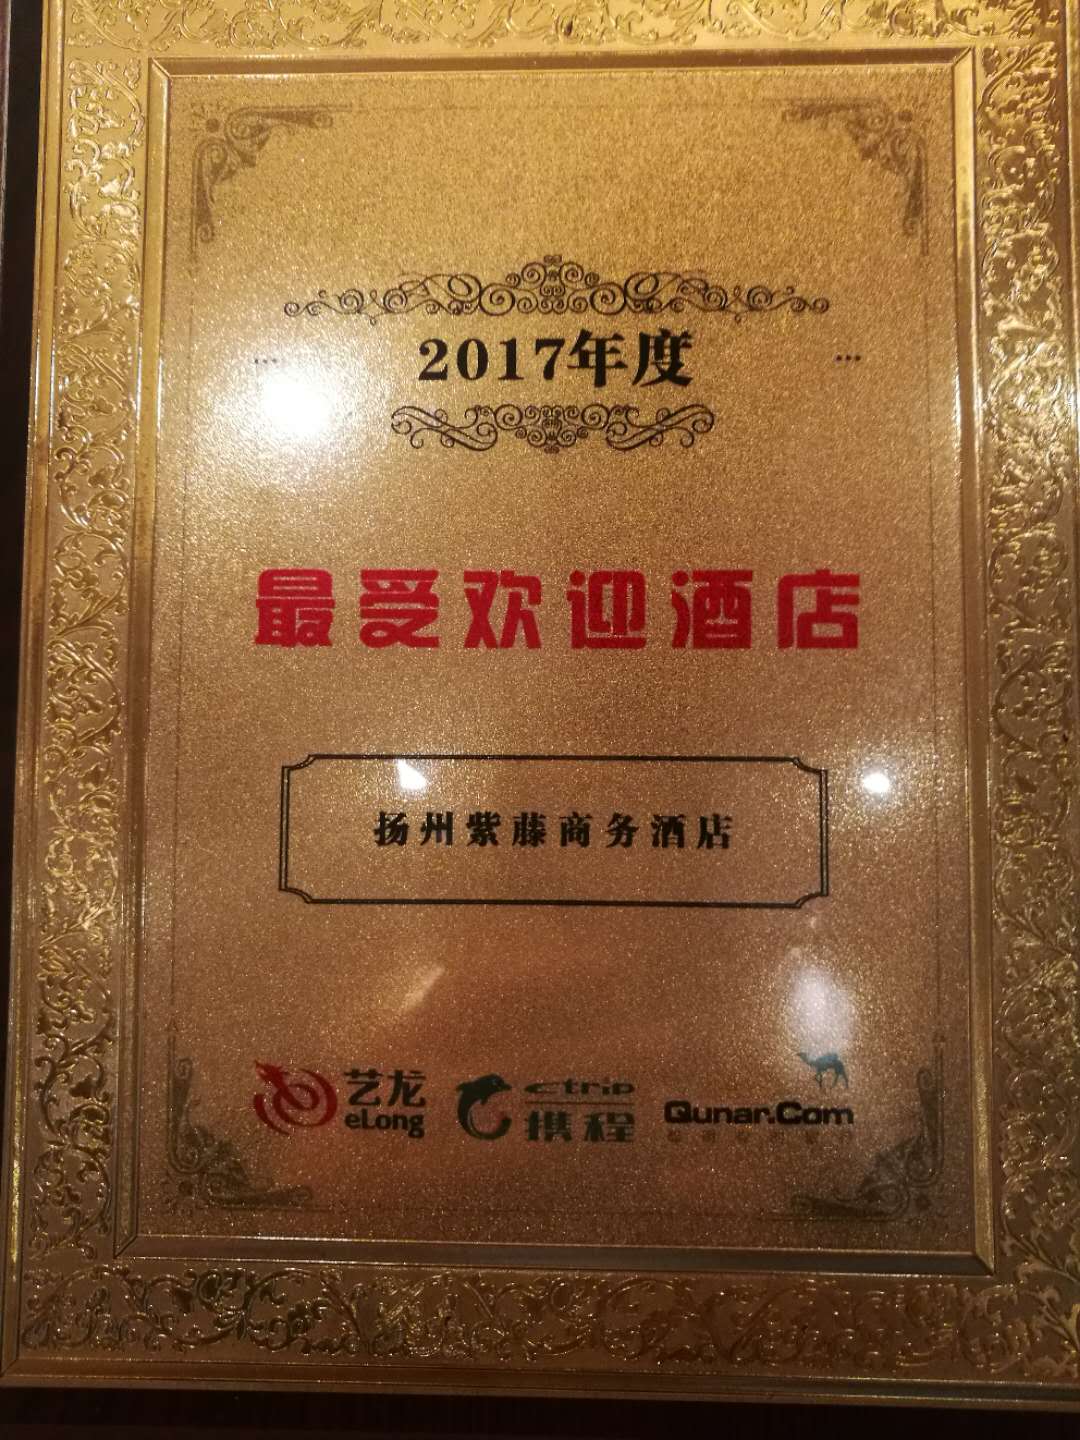 2017年度
最受欢迎酒店
扬州紫藤商务酒店
艺龙
eLong
Ctrip
携程
Qunar.Com